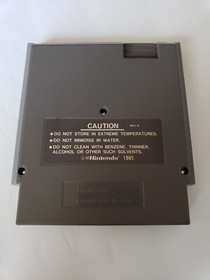 CAUTION
● DO NOT STORE IN EXTREME TEMPERATURES.
● DO NOT IMMERSE IN WATER.
● DO NOT CLEAN WITH BENZENE, THINNER,
ALCOHOL OR OTHER SUCH SOLVENTS.
©Nintendo 1985